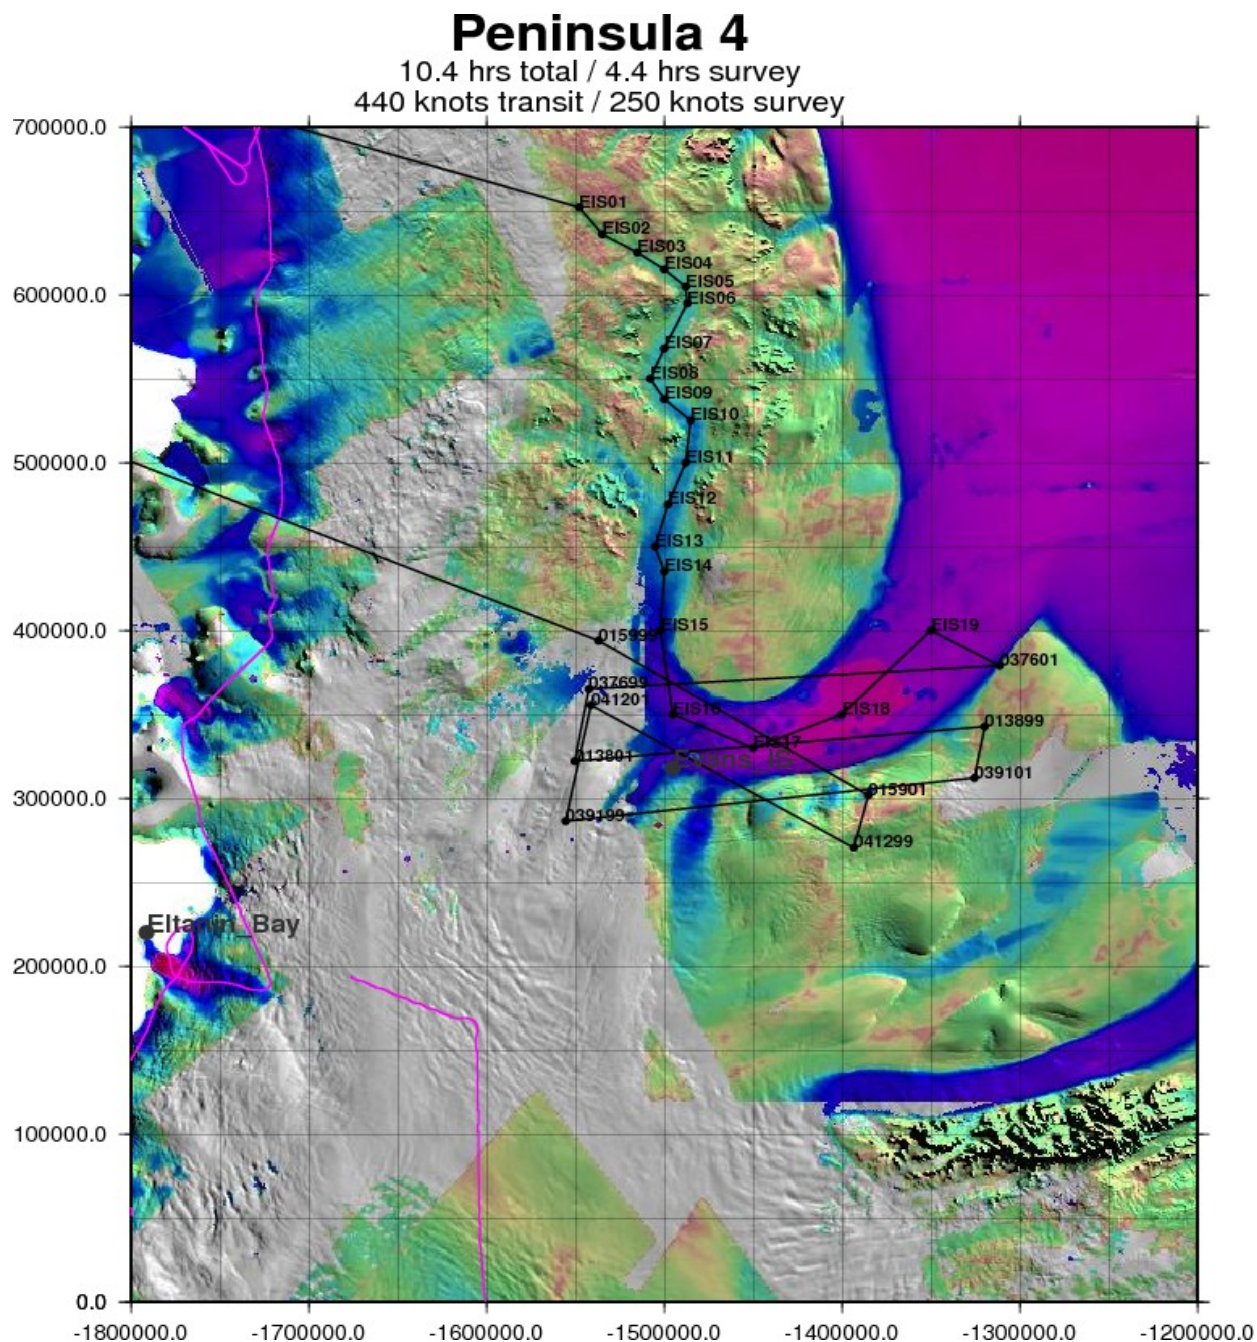 Peninsula 4
10.4 hrs total / 4.4 hrs survey
440 knots transit / 250 knots survey
700000.0
EIS01
EIS02
EIS03
EIS04
EIS05
600000.0
EIS06
EIS07
EIS08
EIS09
EIS10
500000.0
EIS11
EIS12
EIS13
EIS14
400000.0
EIS15
EIS19
015999
037601
037699
041201
EIS16
EIS18
013899
EIS17
013801
Evans_IS
039101
300000.0
015901
039199
041299
Eltanin_Bay
200000.0
100000.0
0.0
-1800000.0 -1700000.0 -1600000.0 -1500000.0 -1400000.0 -1300000.0 -1200000.0